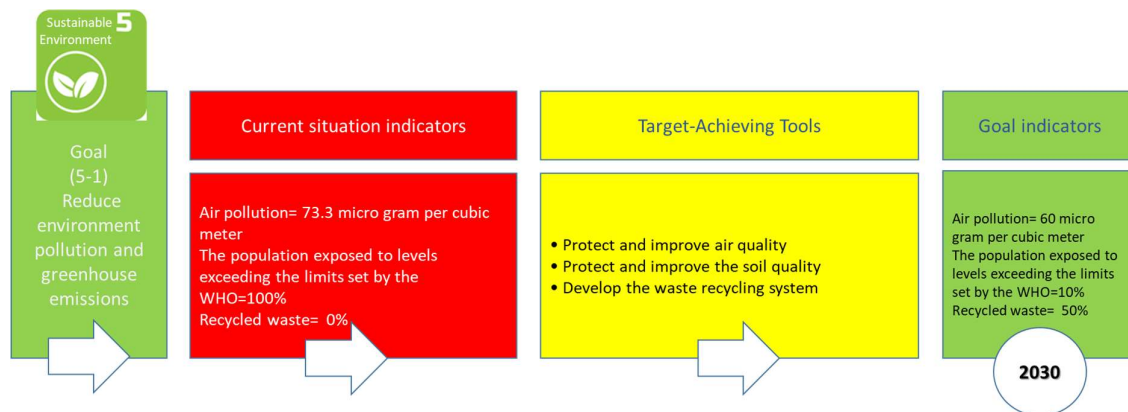 Sustainable 5
Environment
Goal
(5-1)
Reduce
environment
pollution and
greenhouse
emissions
Current situation indicators
Air pollution= 73.3 micro gram per cubic
meter
The population exposed to levels
exceeding the limits set by the
WHO=100%
Recycled waste= 0%
Target-Achieving Tools
• Protect and improve air quality
• Protect and improve the soil quality
• Develop the waste recycling system
Goal indicators
Air pollution= 60 micro
gram per cubic meter
The population exposed to
levels exceeding the limits
set by the WHO=10%
Recycled waste= 50%
2030